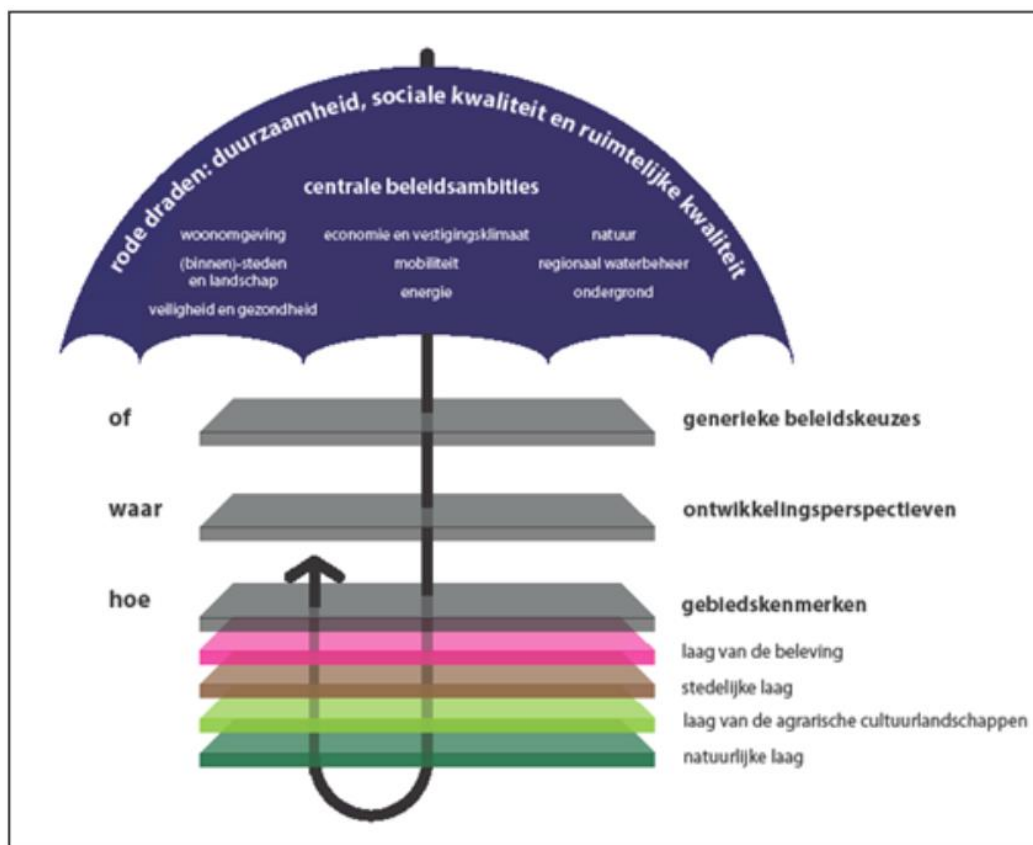 rode draden: duurzaamheid, sociale kwaliteit en ruimtelijke kwaliteit
centrale beleidsambities
woonomgeving
(binnen)-steden
en landschap
veiligheid en gezondheid
economie en vestigingsklimaat
mobiliteit
energie
natuur
regionaal waterbeheer
ondergrond
of
generieke beleidskeuzes
waar
ontwikkelingsperspectieven
hoe
gebiedskenmerken
laag van de beleving
stedelijke laag
laag van de agrarische cultuurlandschappen
natuurlijke laag